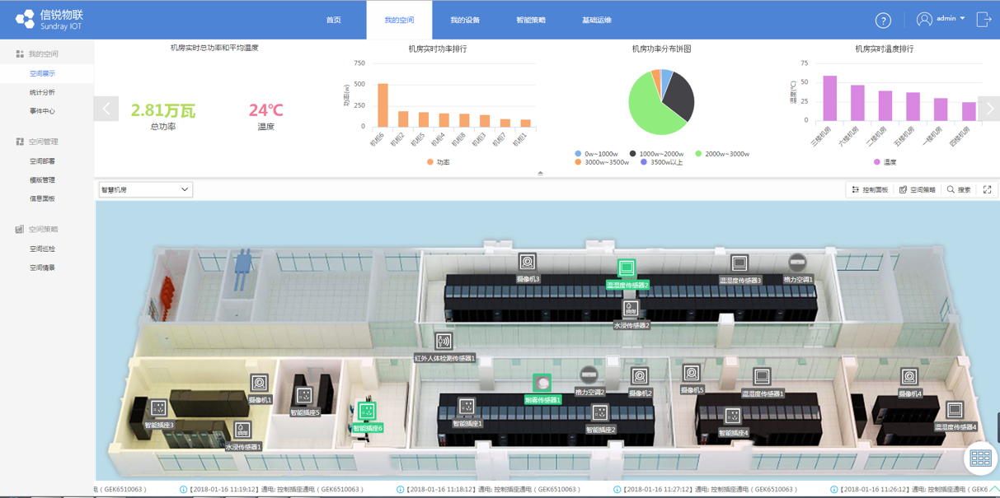 信锐物联
Sundray IOT
首页
我的空间
我的设备
智能策略
基础运维
?
admin
我的空间
空间展示
统计分析
事件中心
空间管理
空间部署
模版管理
信息面板
空间策略
空间巡检
空间情景
机房实时总功率和平均温度
2.81万瓦
总功率
24℃
温度
机房实时功率排行
功率(w)
750
500
250
0
机柜6
机柜2
机柜5
机柜4
机柜8
机柜3
机柜7
机柜1
功率
机房功率分布饼图
0w~1000w
1000w~2000w
2000w~3000w
3000w~3500w
3500w以上
机房实时温度排行
温度(℃)
75
50
25
0
三楼机房
六楼机房
二楼机房
五楼机房
一楼机房
四楼机房
温度
智慧机房
控制面板
空间策略
搜索
摄像机3
温湿度传感器2
温湿度传感器3
格力空调1
水浸传感器2
红外人体检测传感器1
摄像机1
智能插座5
智能插座3
水浸传感器1
智能插座6
烟雾传感器1
格力空调2
摄像机2
智能插座1
智能插座2
摄像机5
温湿度传感器1
智能插座4
摄像机4
温湿度传感器4
电（GEK6510063）
【2018-01-16 11:19:12】通电: 控制插座通电（GEK6510063）
【2018-01-16 11:18:12】通电: 控制插座通电（GEK6510063）
【2018-01-16 11:27:12】通电: 控制插座通电（GEK6510063）
【2018-01-16 11:26:12】通电: 控制插座通电（GEK6